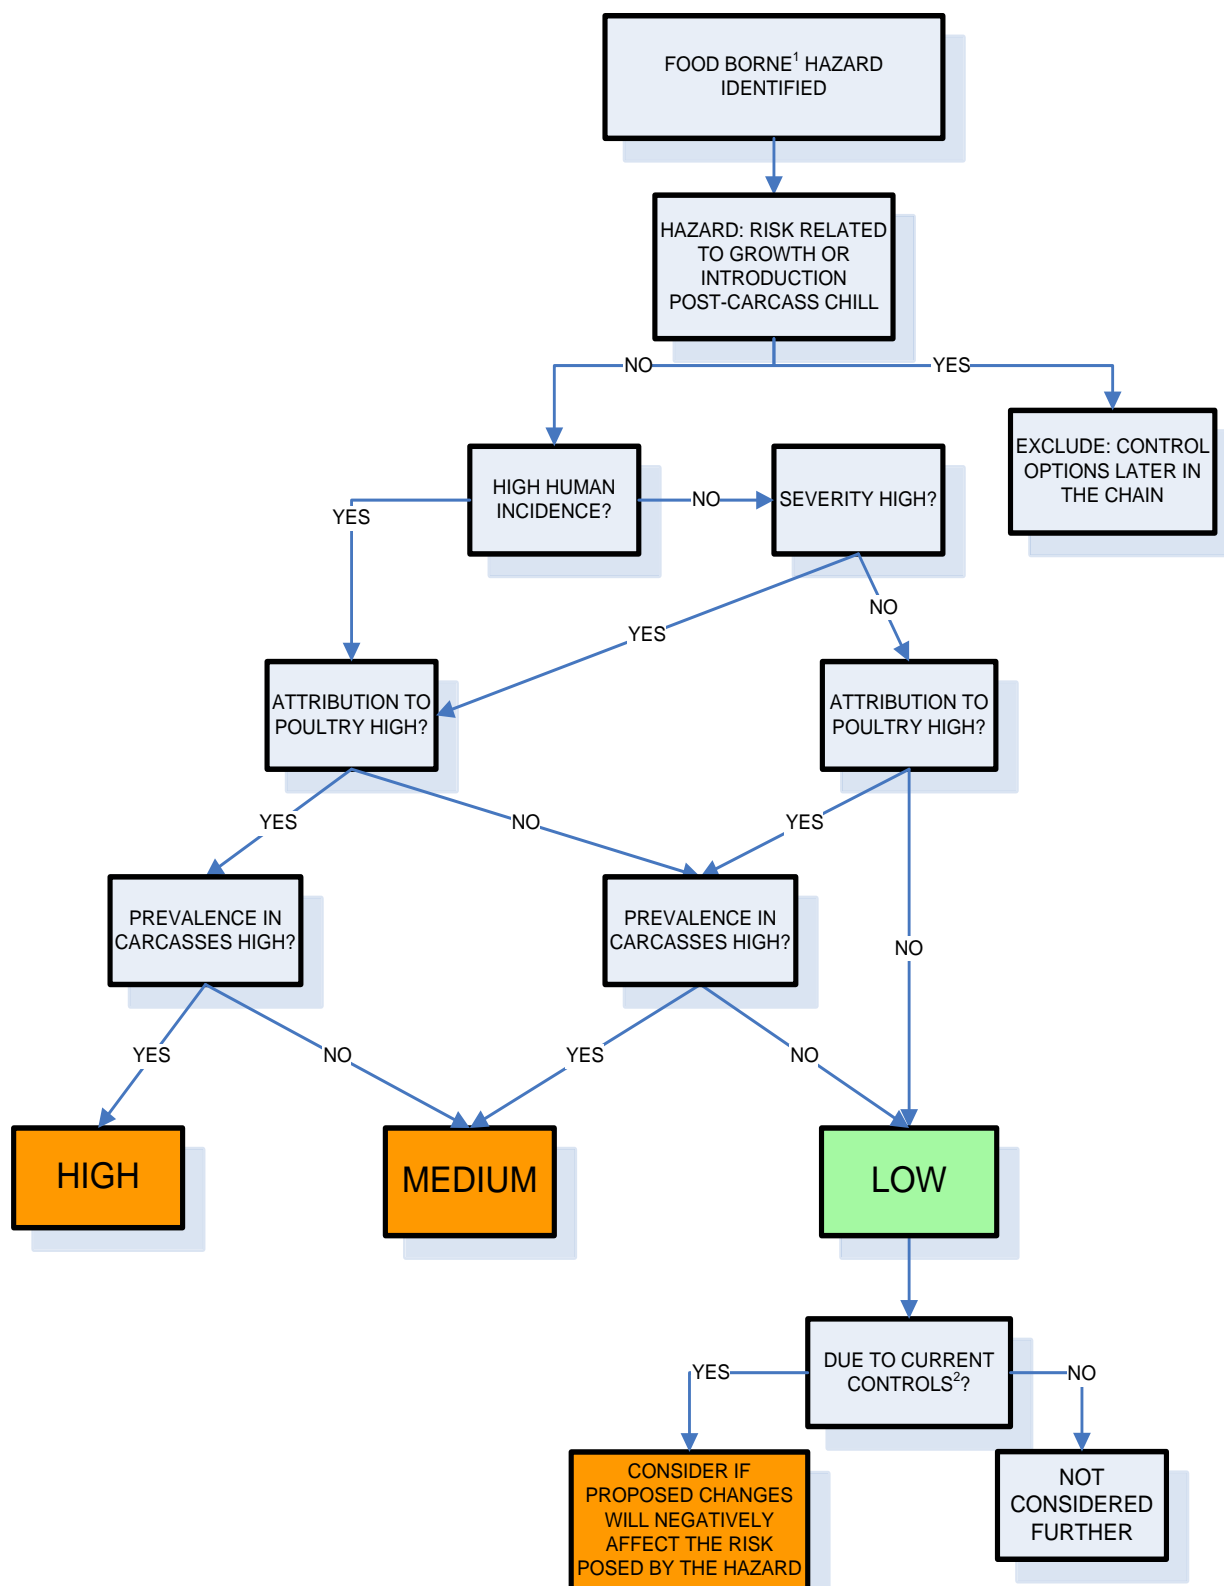 FOOD BORNE¹ HAZARD
IDENTIFIED
HAZARD: RISK RELATED
TO GROWTH OR
INTRODUCTION
POST-CARCASS CHILL
NO
YES
HIGH HUMAN
INCIDENCE?
NO
SEVERITY HIGH?
EXCLUDE: CONTROL
OPTIONS LATER IN
THE CHAIN
YES
YES
NO
ATTRIBUTION TO
POULTRY HIGH?
ATTRIBUTION TO
POULTRY HIGH?
YES
NO
YES
NO
PREVALENCE IN
CARCASSES HIGH?
PREVALENCE IN
CARCASSES HIGH?
YES
NO
YES
NO
HIGH
MEDIUM
LOW
DUE TO CURRENT
CONTROLS²?
YES
NO
CONSIDER IF
PROPOSED CHANGES
WILL NEGATIVELY
AFFECT THE RISK
POSED BY THE HAZARD
NOT
CONSIDERED
FURTHER